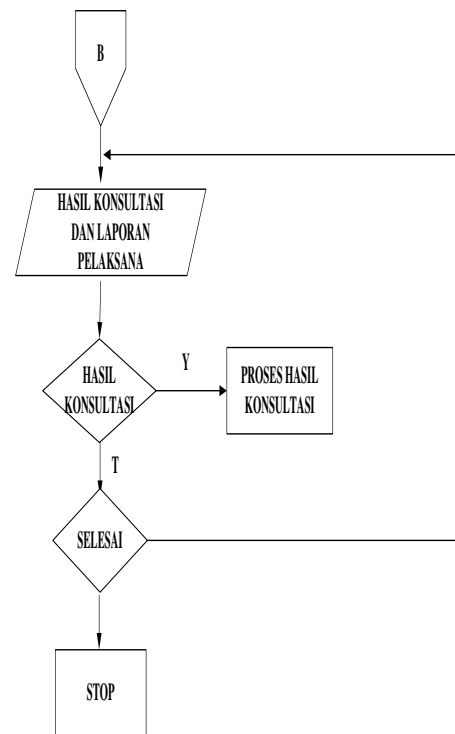 B
HASIL KONSULTASI
DAN LAPORAN
PELAKSANA
HASIL
KONSULTASI
Y
PROSES HASIL
KONSULTASI
T
SELESAI
STOP